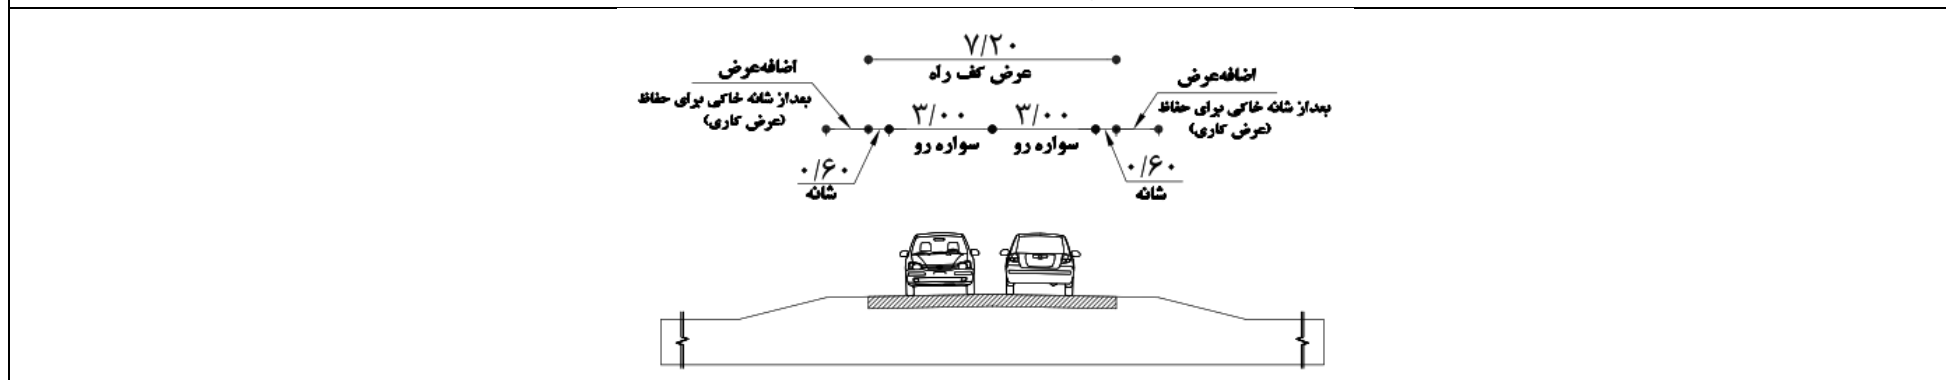 ۷/۲۰
عرض کف راه
اضافه‌عرض
بعداز شانه خاکی برای حفاظ
(عرض کاری)
۳/۰۰
سواره رو
۳/۰۰
سواره رو
اضافه‌عرض
بعداز شانه خاکی برای حفاظ
(عرض کاری)
۰/۶۰
شانه
۰/۶۰
شانه